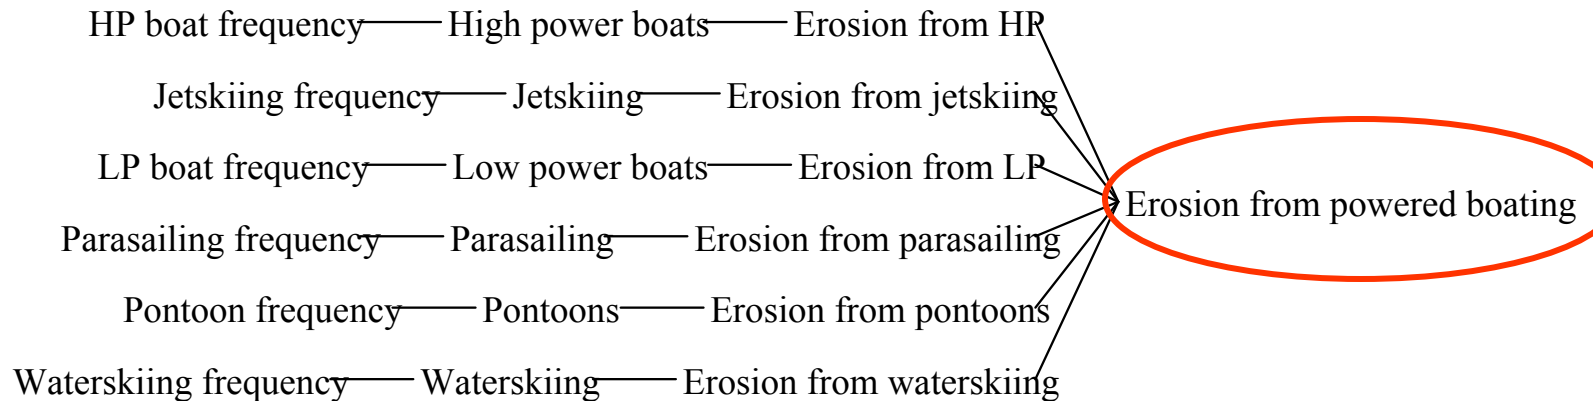 HP boat frequency High power boats Erosion from HP
Jetskiing frequency Jetskiing Erosion from jetskiing
LP boat frequency Low power boats Erosion from LP
Erosion from powered boating
Parasailing frequency Parasailing Erosion from parasailing
Pontoon frequency Pontoons Erosion from pontoons
Waterskiing frequency Waterskiing Erosion from waterskiing